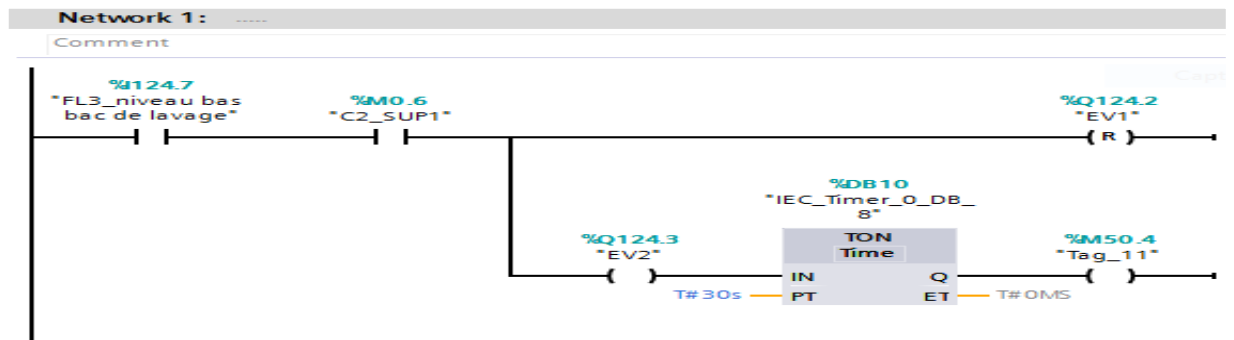 Network 1: .....
Comment
%I124.7
"FL3_niveau bas
bac de lavage"
%M0.6
"C2_SUP1"
%Q124.2
"EV1"
R
%DB10
"IEC_Timer_0_DB_
8"
%Q124.3
"EV2"
TON
Time
%M50.4
"Tag_11"
IN
Q
T#30s
PT
ET
T#0MS
Capt